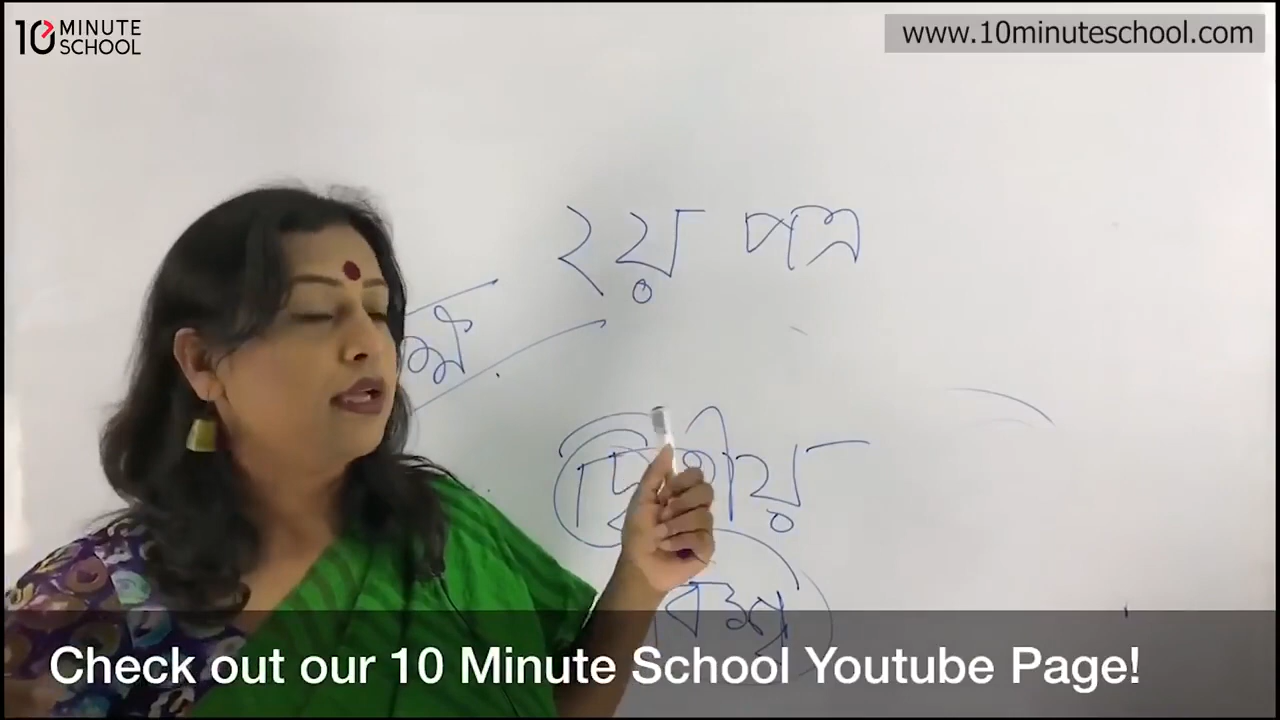 10 MINUTE
SCHOOL
www.10minuteschool.com
২য় পত্র
দ্বিতীয়
Check out our 10 Minute School Youtube Page!